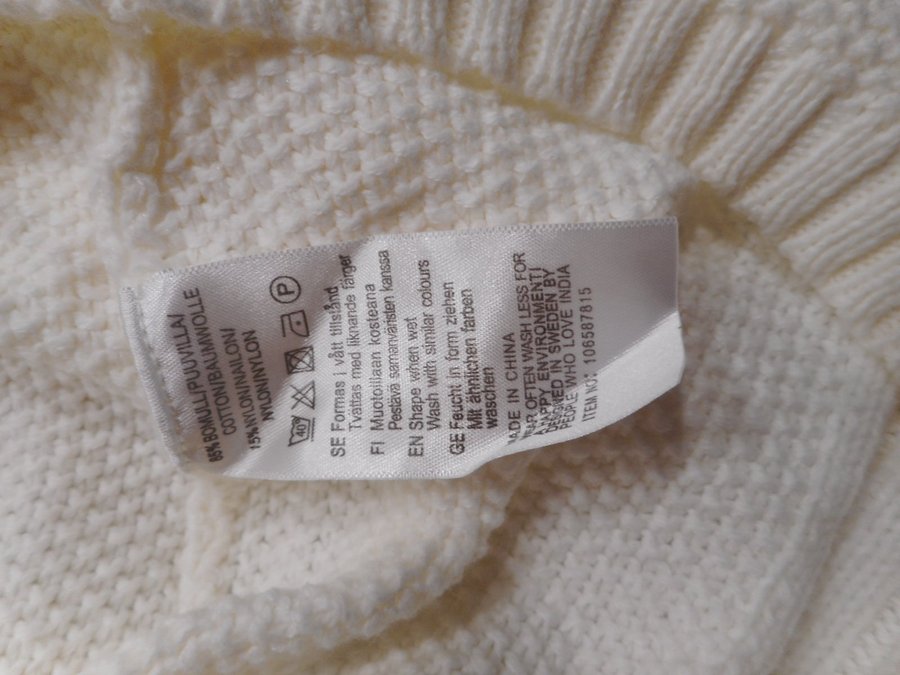 85% BOMULL/PUUVILLA/
COTTON/BAUMWOLLE
15% NYLON/NAILON/
NYLON/NYLON
40° P
SE Formas i vått tillstånd
Tvättas med liknande färger
FI Muotoillaan kosteana
Pestävä samanväristen kanssa
EN Shape when wet
Wash with similar colours
GE Feucht in form ziehen
Mit ähnlichen farben
waschen
MADE IN CHINA
WEAR OFTEN WASH LESS FOR
A HAPPY ENVIRONMENT!
DESIGNED IN SWEDEN BY
PEOPLE WHO LOVE INDIA
ITEM NO: 106587815